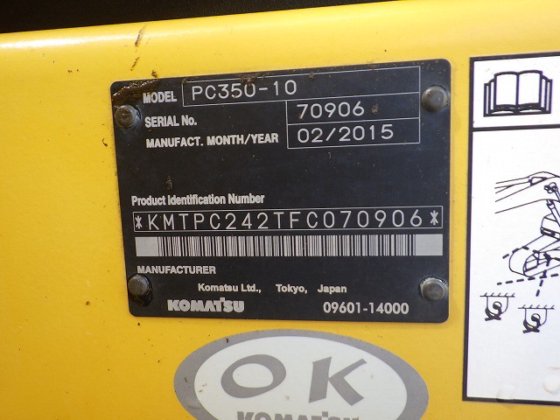 MODEL PC350-10
SERIAL No. 70906
MANUFACT. MONTH/YEAR 02/2015
Product Identification Number
*KMTPC242TFC070906*
MANUFACTURER
Komatsu Ltd., Tokyo, Japan
KOMATSU 09601-14000
OK
KOMATSU